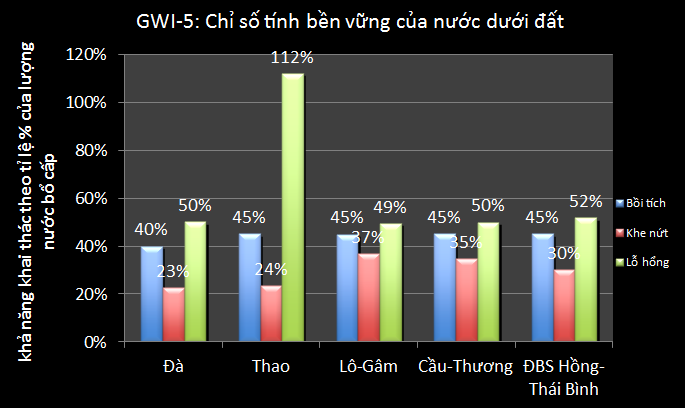 GWI-5: Chỉ số tính bền vững của nước dưới đất
khả năng khai thác theo tỉ lệ % của lượng
nước bổ cấp
120%
100%
80%
60%
40%
20%
0%
40%
23%
50%
45%
24%
112%
45%
37%
49%
45%
35%
50%
45%
30%
52%
Đà
Thao
Lô-Gâm
Cầu-Thương
ĐBS Hồng-
Thái Bình
Bồi tích
Khe nứt
Lỗ hổng